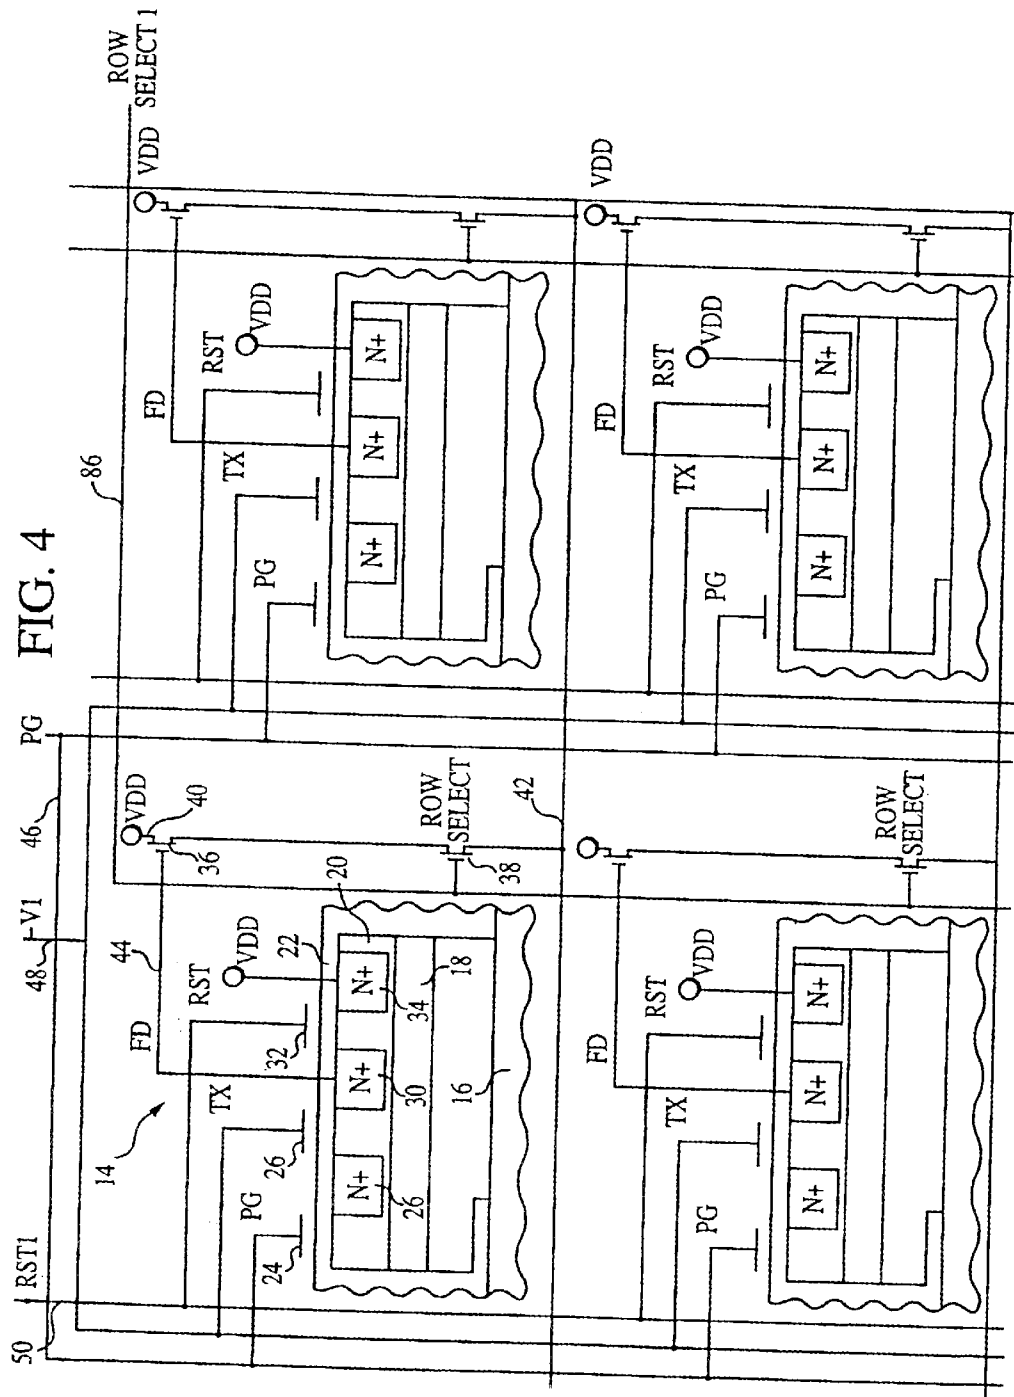 FIG. 4
50
RST1
48
V1
46
PG
86
ROW
SELECT 1
14
44
VDD
VDD
FD
40
FD
36
TX
RST
TX
RST
PG
VDD
PG
VDD
24
26
32
22
20
N+
N+
N+
N+
N+
N+
26
30
34
18
16
ROW
SELECT
38
42
VDD
FD
FD
TX
RST
TX
RST
PG
VDD
PG
VDD
N+
N+
N+
N+
N+
N+
ROW
SELECT